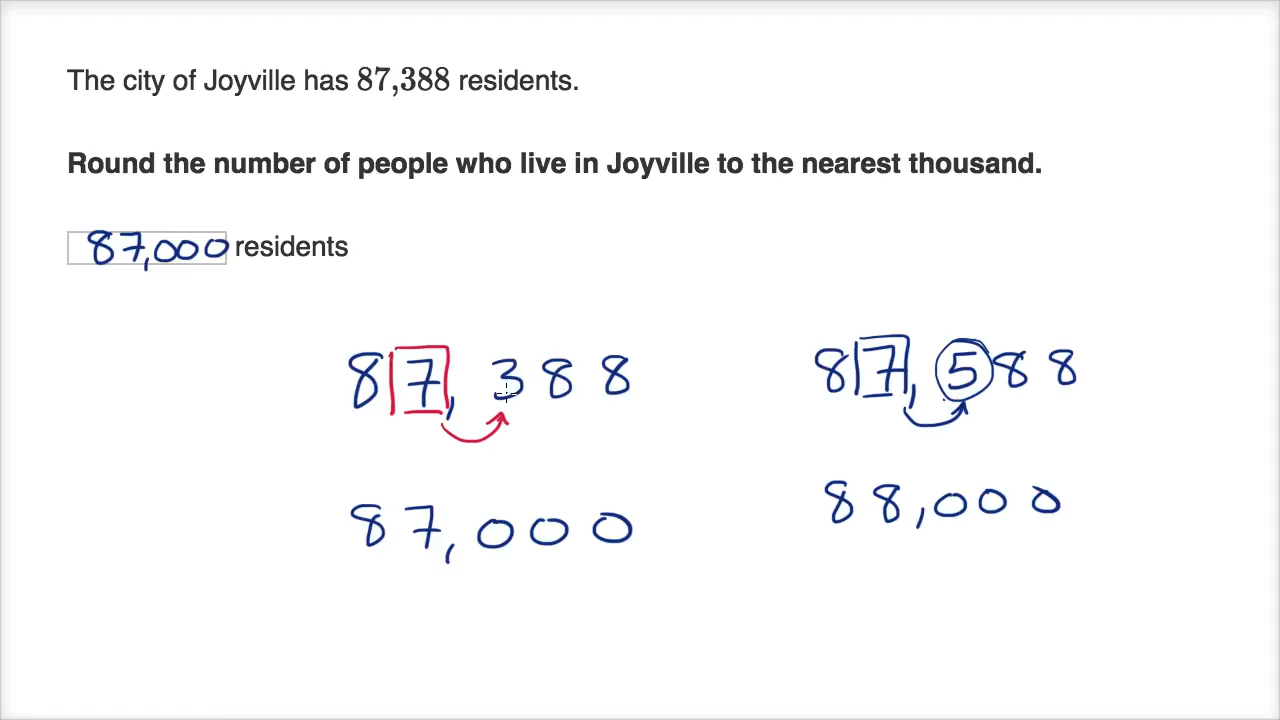 The city of Joyville has 87,388 residents.
Round the number of people who live in Joyville to the nearest thousand.
87,000 residents
87,388
87,588
87,000
88,000